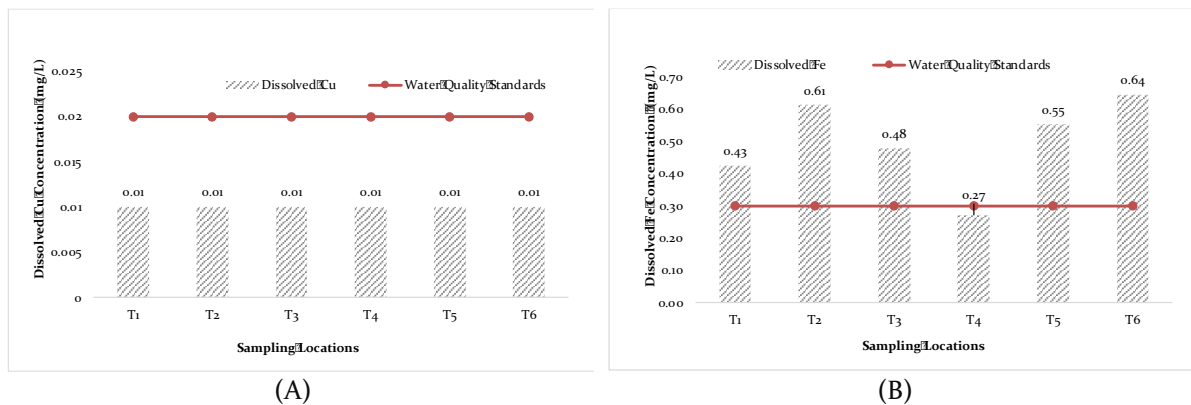 0.025
Dissolved Cu Water Quality Standards
0.02
0.015
0.01 0.01 0.01 0.01 0.01 0.01
0.01
0.005
0
Dissolved Cu Concentration (mg/L)
T1 T2 T3 T4 T5 T6
Sampling Locations
(A)
Dissolved Fe Water Quality Standards
0.70
0.60
0.50
0.40
0.30
0.20
0.10
0.00
Dissolved Fe Concentration (mg/L)
0.43 0.61 0.48 0.27 0.55 0.64
T1 T2 T3 T4 T5 T6
Sampling Locations
(B)